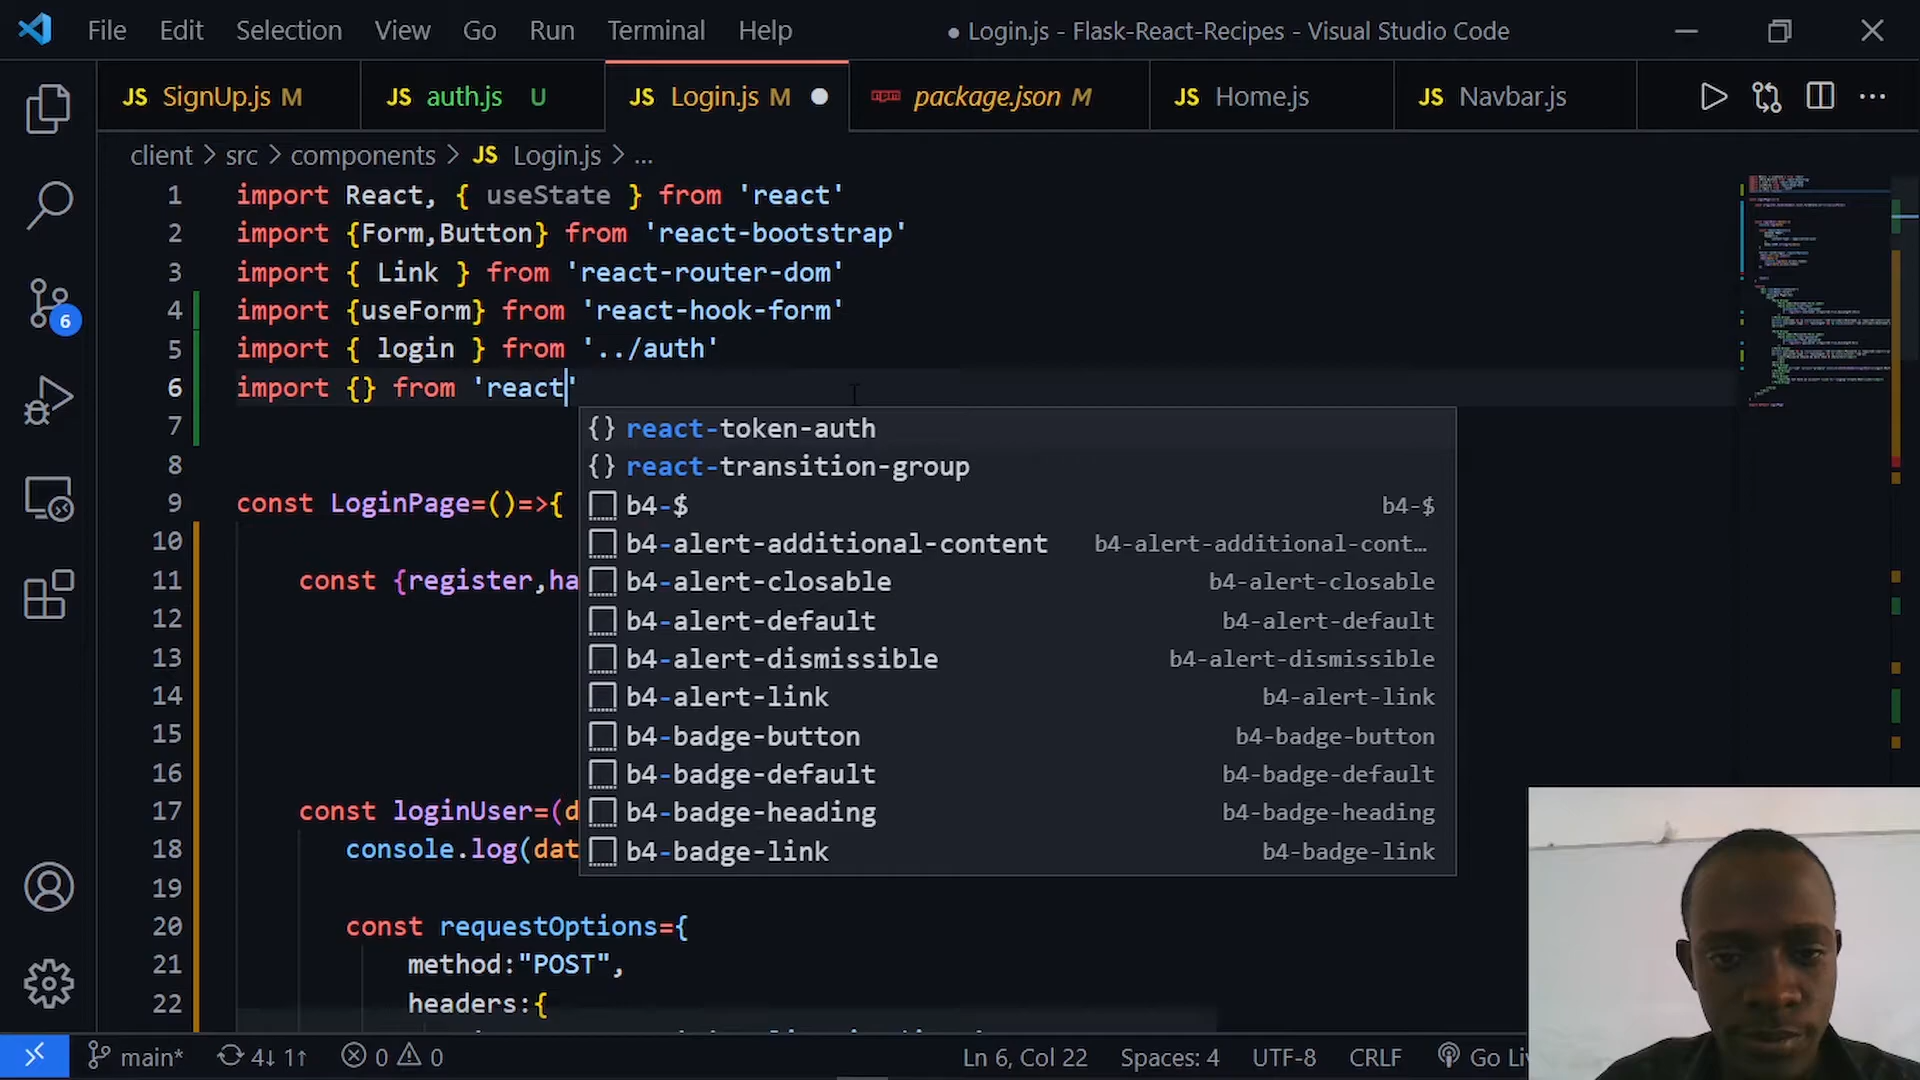 File Edit Selection View Go Run Terminal Help ● Login.js - Flask-React-Recipes - Visual Studio Code
JS SignUp.js M JS auth.js U JS Login.js M npm package.json M JS Home.js JS Navbar.js
client > src > components > JS Login.js > ...
1 import React, { useState } from 'react'
2 import {Form,Button} from 'react-bootstrap'
3 import { Link } from 'react-router-dom'
4 import {useForm} from 'react-hook-form'
5 import { login } from '../auth'
6 import {} from 'react'
7
8
9 const LoginPage=()=>{
10
11 const {register,ha
12
13
14
15
16
17 const loginUser=(d
18 console.log(dat
19
20 const requestOptions={
21 method:"POST",
22 headers:{
{} react-token-auth
{} react-transition-group
b4-$ b4-$
b4-alert-additional-content b4-alert-additional-cont…
b4-alert-closable b4-alert-closable
b4-alert-default b4-alert-default
b4-alert-dismissible b4-alert-dismissible
b4-alert-link b4-alert-link
b4-badge-button b4-badge-button
b4-badge-default b4-badge-default
b4-badge-heading b4-badge-heading
b4-badge-link b4-badge-link
6
main* 4↓ 1↑ 0 0 Ln 6, Col 22 Spaces: 4 UTF-8 CRLF Go Li